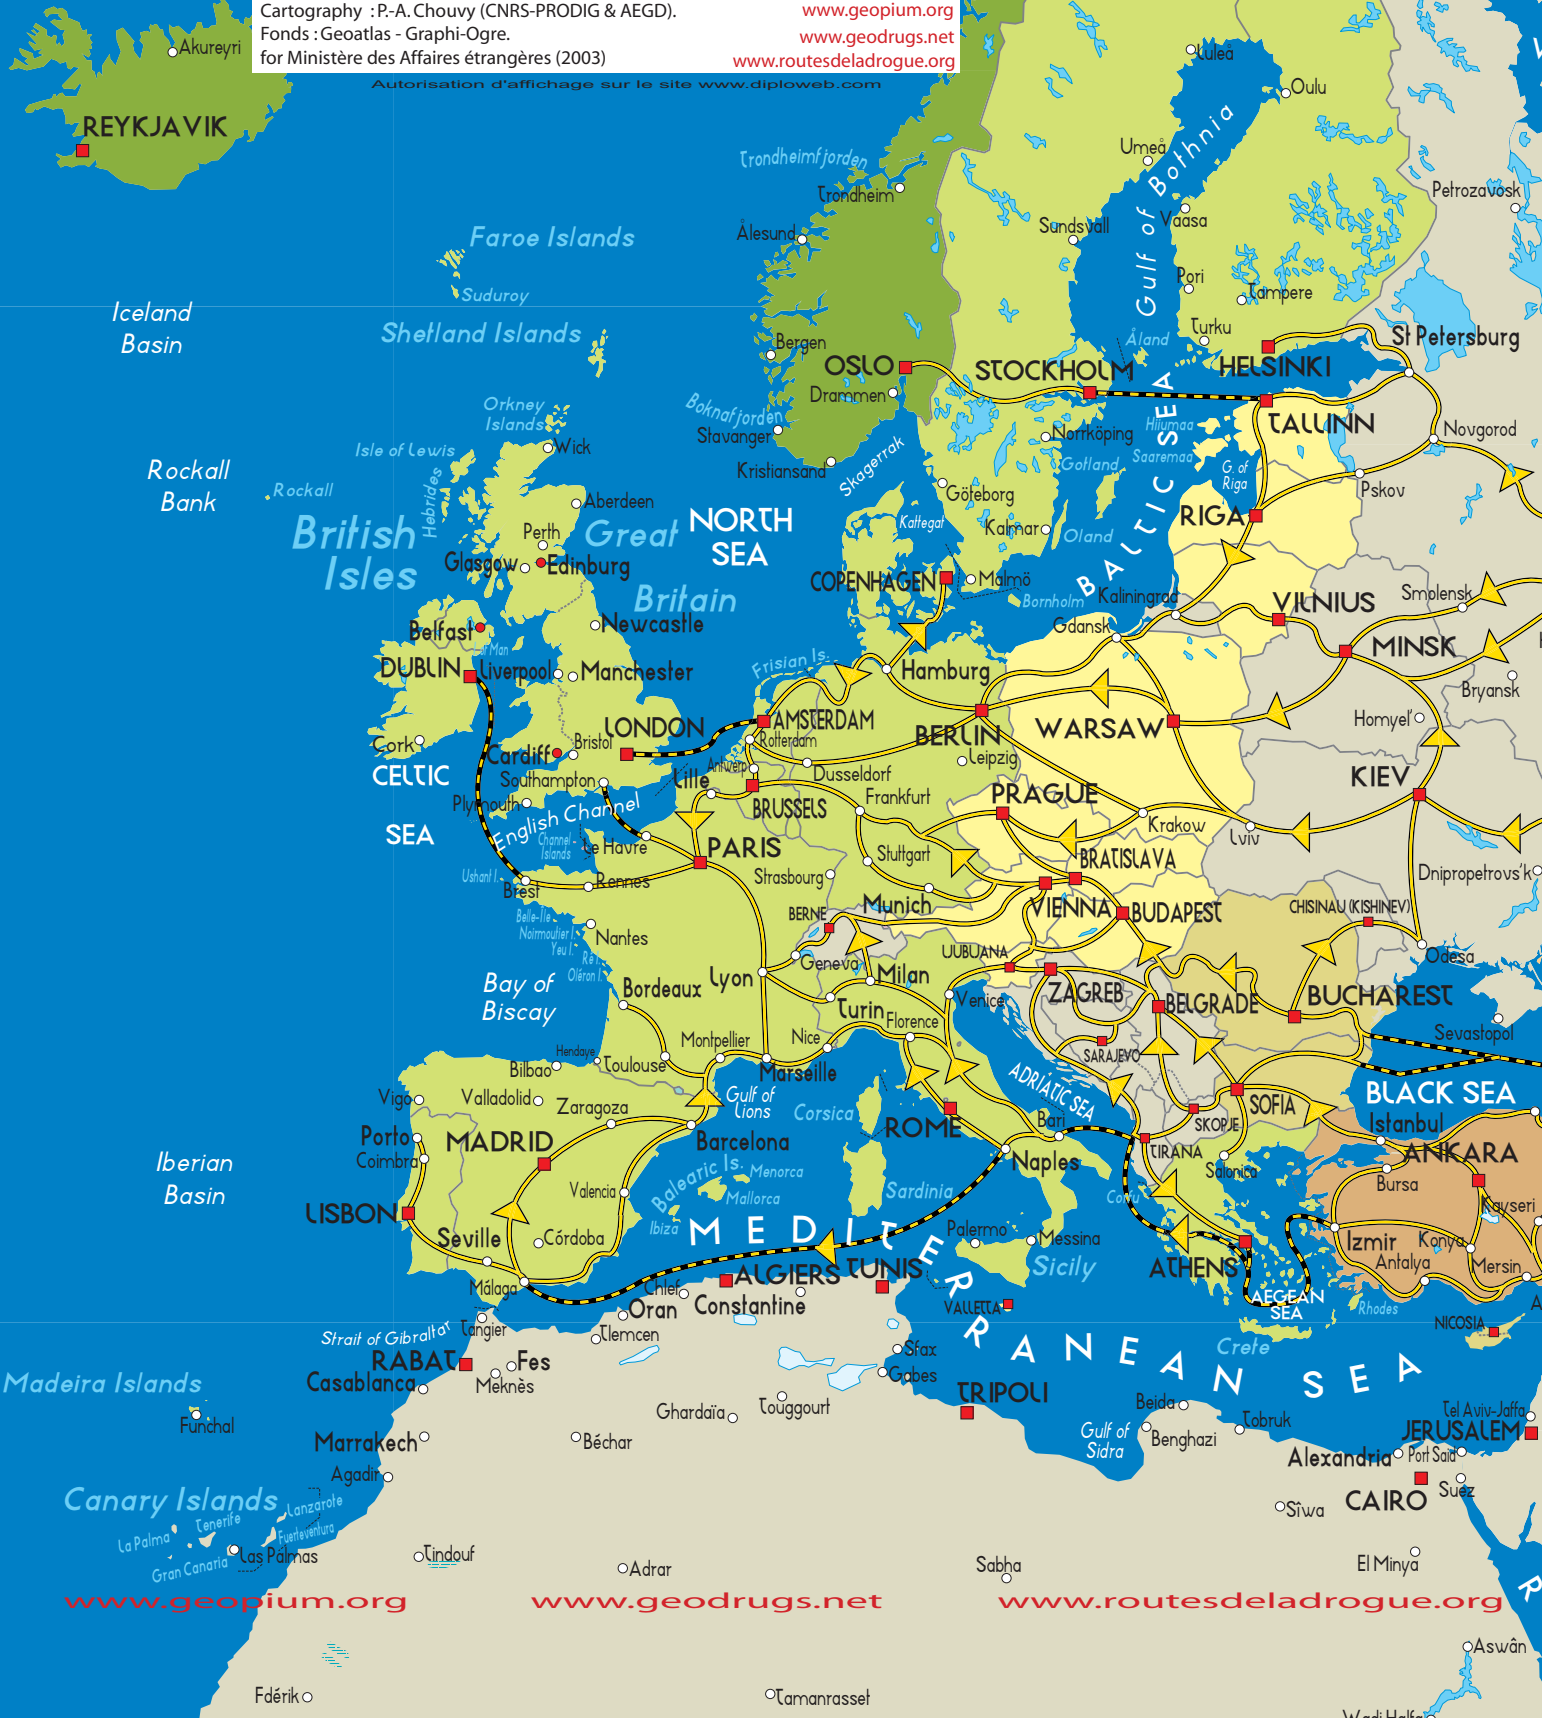 Cartography : P.-A. Chouvy (CNRS-PRODIG & AEGD).
Fonds : Geoatlas - Graphi-Ogre.
for Ministère des Affaires étrangères (2003)
www.geopium.org
www.geodrugs.net
www.routesdeladrogue.org
Autorisation d'affichage sur le site www.diploweb.com
Akureyri
REYKJAVIK
Luleå
Oulu
Umeå
Gulf of Bothnia
Trondheimfjorden
Trondheim
Petrozavosk
Ålesund
Sundsvall
Vaasa
Faroe Islands
Suduroy
Pori
Tampere
Iceland
Basin
Shetland Islands
Bergen
Turku
Åland
St Petersburg
OSLO
STOCKHOLM
HELSINKI
Drammen
Orkney
Islands
Boknafjorden
Stavanger
TALLINN
Hiiumaa
Novgorod
Wick
Isle of Lewis
Norrköping
Saaremaa
Kristiansand
Skagerrak
Gotland
G. of
Riga
Rockall
Bank
Rockall
Hebrides
Pskov
Göteborg
Aberdeen
British
Isles
Great
Britain
NORTH
SEA
Kattegat
Kalmar
Oland
RIGA
BALTIC SEA
Perth
Glasgow
Edinburg
COPENHAGEN
Malmö
Bornholm
Kaliningrad
VILNIUS
Smolensk
Newcastle
Belfast
Gdansk
MINSK
DUBLIN
Liverpool
Manchester
Frisian Is.
Hamburg
Bryansk
Homyel'
LONDON
AMSTERDAM
Rotterdam
BERLIN
WARSAW
Cork
Cardiff
Bristol
CELTIC
SEA
Southampton
Lille
Antwerp
Dusseldorf
Leipzig
KIEV
Plymouth
English Channel
BRUSSELS
Frankfurt
PRAGUE
Krakow
Lviv
Channel
Islands
Le Havre
PARIS
Stuttgart
BRATISLAVA
Ushant I.
Brest
Rennes
Strasbourg
Munich
VIENNA
BUDAPEST
CHISINAU (KISHINEV)
Dnipropetrovs'k
Belle-Ile
Noirmoutier I.
Yeu I.
Ré I.
Oléron I.
Nantes
BERNE
Geneva
LJUBIJANA
Odesa
Bay of
Biscay
Bordeaux
Lyon
Milan
Turin
Venice
ZAGREB
BELGRADE
BUCHAREST
Sevastopol
Florence
Nice
Montpellier
Hendaye
Toulouse
Marseille
Bilbao
SARAJEVO
ADRIATIC SEA
BLACK SEA
Vigo
Valladolid
Zaragoza
Gulf of
Lions
Corsica
ROME
Bari
SOFIA
SKOPJE
Istanbul
Porto
Coimbra
MADRID
Barcelona
Naples
TIRANA
Salonica
ANKARA
Bursa
Iberian
Basin
Balearic Is.
Menorca
Mallorca
Ibiza
Valencia
Sardinia
Corfu
Kayseri
LISBON
Seville
Córdoba
Palermo
Messina
Sicily
ATHENS
Izmir
Konya
Antalya
Mersin
Málaga
MEDITERRANEAN SEA
Chlef
ALGIERS
TUNIS
Constantine
Oran
VALLETTA
AEGEAN
SEA
Rhodes
NICOSIA
Strait of Gibraltar
Tangier
Tlemcen
Crete
RABAT
Fes
Meknès
Casablanca
Sfax
Gabes
Madeira Islands
Funchal
Ghardaïa
Touggourt
TRIPOLI
Beida
Tobruk
Tel Aviv-Jaffa
JERUSALEM
Marrakech
Béchar
Gulf of
Sidra
Benghazi
Alexandria
Port Said
Agadir
CAIRO
Suez
Canary Islands
Lanzarote
Fuerteventura
La Palma
Tenerife
Gran Canaria
Las Palmas
Sîwa
Tindouf
Adrar
Sabha
El Minya
www.geopium.org
www.geodrugs.net
www.routesdeladrogue.org
Aswân
Fdérik
Tamanrasset
Wadi Halfa